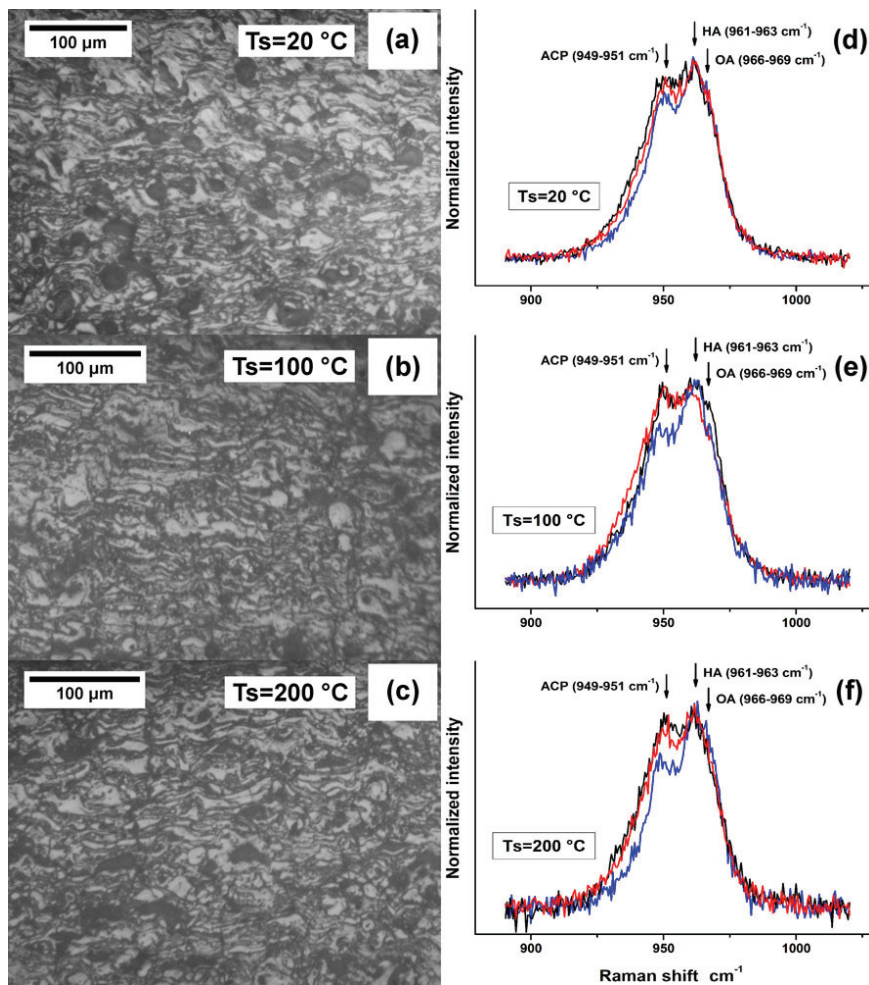 100 µm
Ts=20 °C
(a)
100 µm
Ts=100 °C
(b)
100 µm
Ts=200 °C
(c)
(d)
HA (961-963 cm⁻¹)
ACP (949-951 cm⁻¹)
OA (966-969 cm⁻¹)
Ts=20 °C
Normalized intensity
900 950 1000
(e)
HA (961-963 cm⁻¹)
ACP (949-951 cm⁻¹)
OA (966-969 cm⁻¹)
Ts=100 °C
Normalized intensity
900 950 1000
(f)
HA (961-963 cm⁻¹)
ACP (949-951 cm⁻¹)
OA (966-969 cm⁻¹)
Ts=200 °C
Normalized intensity
900 950 1000
Raman shift cm⁻¹